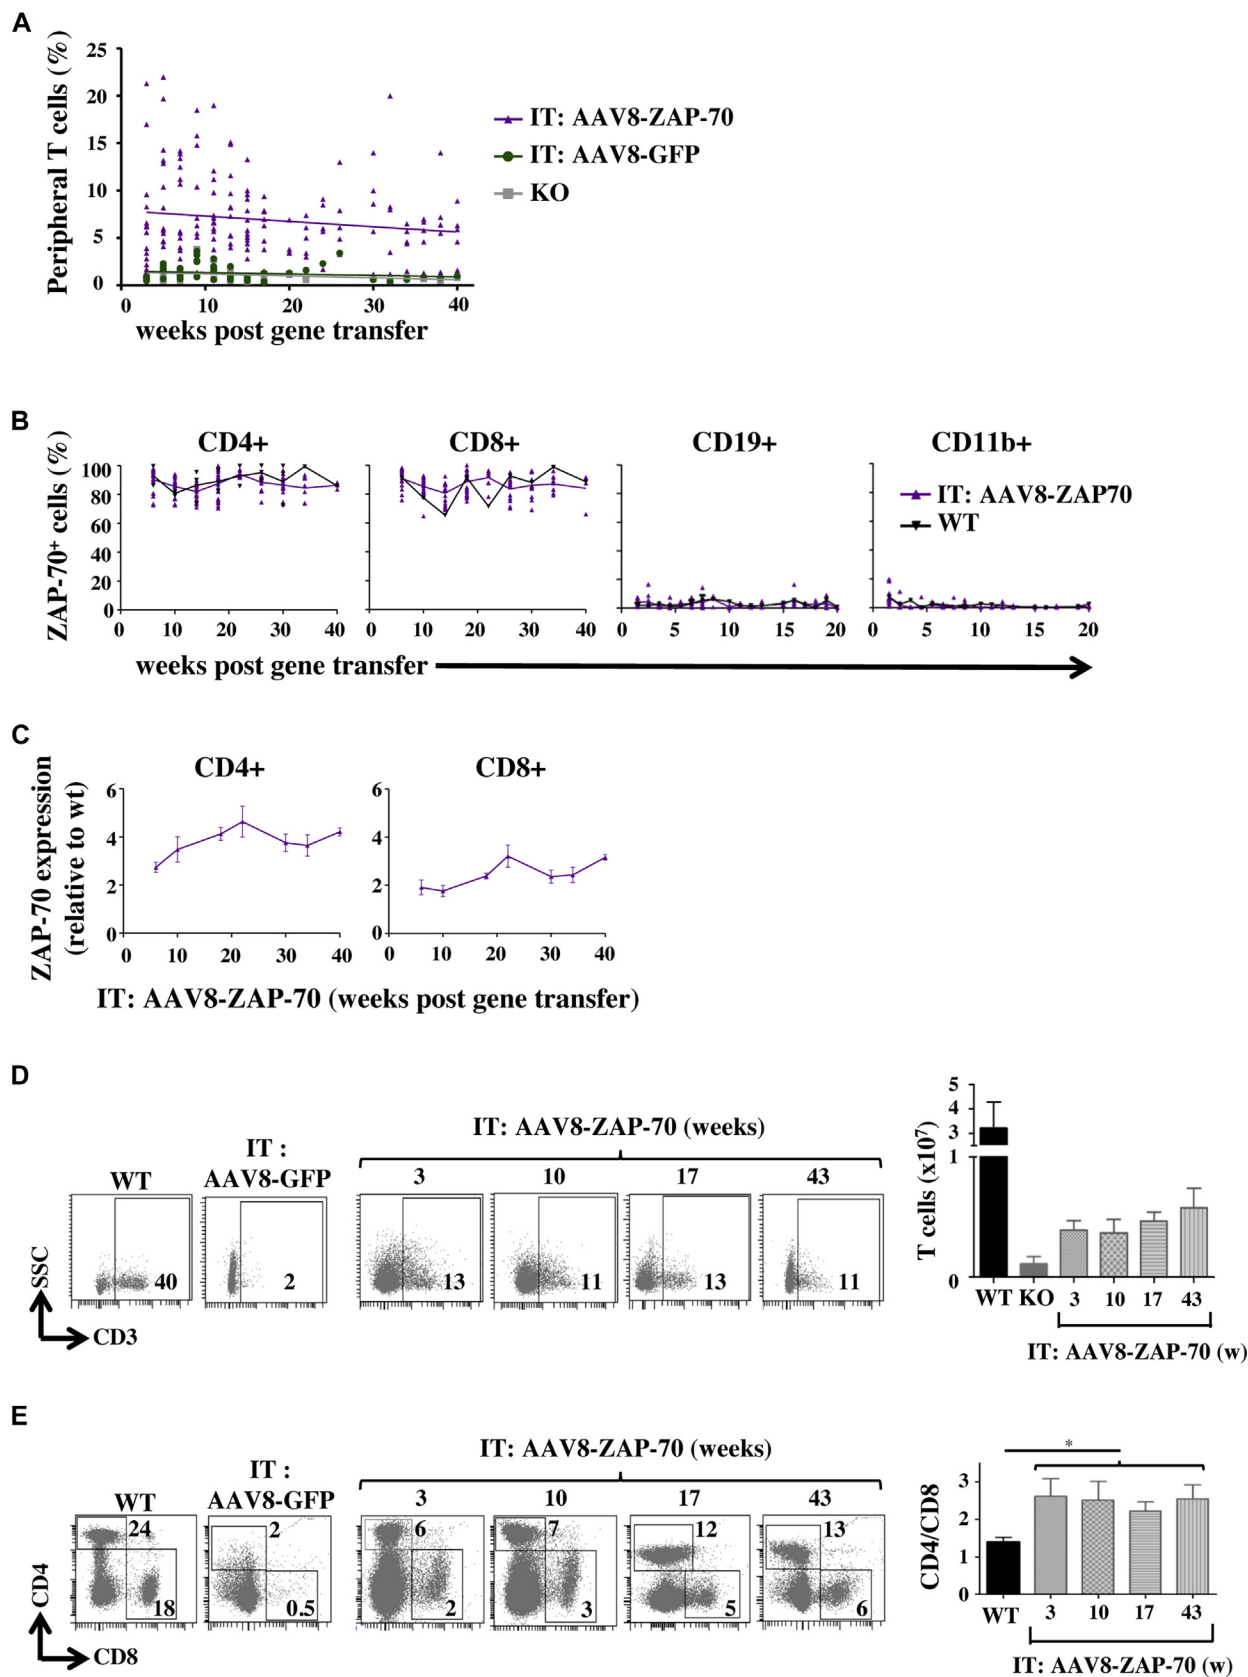 A
Peripheral T cells (%)
25
20
15
10
5
0
0 10 20 30 40
weeks post gene transfer
IT: AAV8-ZAP-70
IT: AAV8-GFP
KO
B
ZAP-70+ cells (%)
CD4+ CD8+ CD19+ CD11b+
100
80
60
40
20
0
IT: AAV8-ZAP70
WT
0 10 20 30 40 0 10 20 30 40 0 5 10 15 20 0 5 10 15 20
weeks post gene transfer
C
ZAP-70 expression
(relative to wt)
CD4+ CD8+
6 6
4 4
2 2
0 0
0 10 20 30 40 0 10 20 30 40
IT: AAV8-ZAP-70 (weeks post gene transfer)
D
IT: AAV8-ZAP-70 (weeks)
WT
IT :
AAV8-GFP
3 10 17 43
40 2 13 11 13 11
SSC
CD3
T cells (x10⁷)
5
4
3
1
0
WT KO 3 10 17 43
IT: AAV8-ZAP-70 (w)
E
IT: AAV8-ZAP-70 (weeks)
WT
IT :
AAV8-GFP
3 10 17 43
24 2 6 7 12 13
18 0.5 2 3 5 6
CD4
CD8
*
CD4/CD8
3
2
1
0
WT 3 10 17 43
IT: AAV8-ZAP-70 (w)